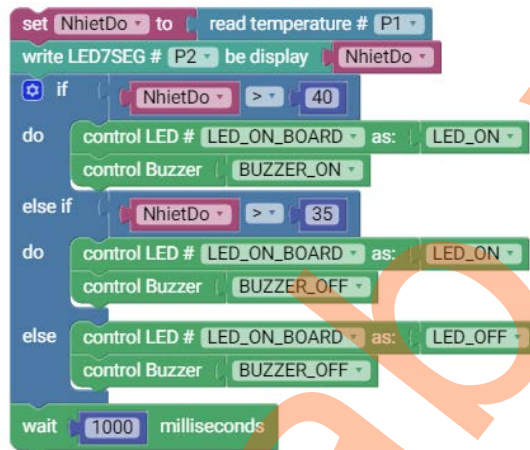 set NhietDo to read temperature # P1
write LED7SEG # P2 be display NhietDo
if NhietDo > 40
do control LED # LED_ON_BOARD as: LED_ON
control Buzzer BUZZER_ON
else if NhietDo > 35
do control LED # LED_ON_BOARD as: LED_ON
control Buzzer BUZZER_OFF
else control LED # LED_ON_BOARD as: LED_OFF
control Buzzer BUZZER_OFF
wait 1000 milliseconds